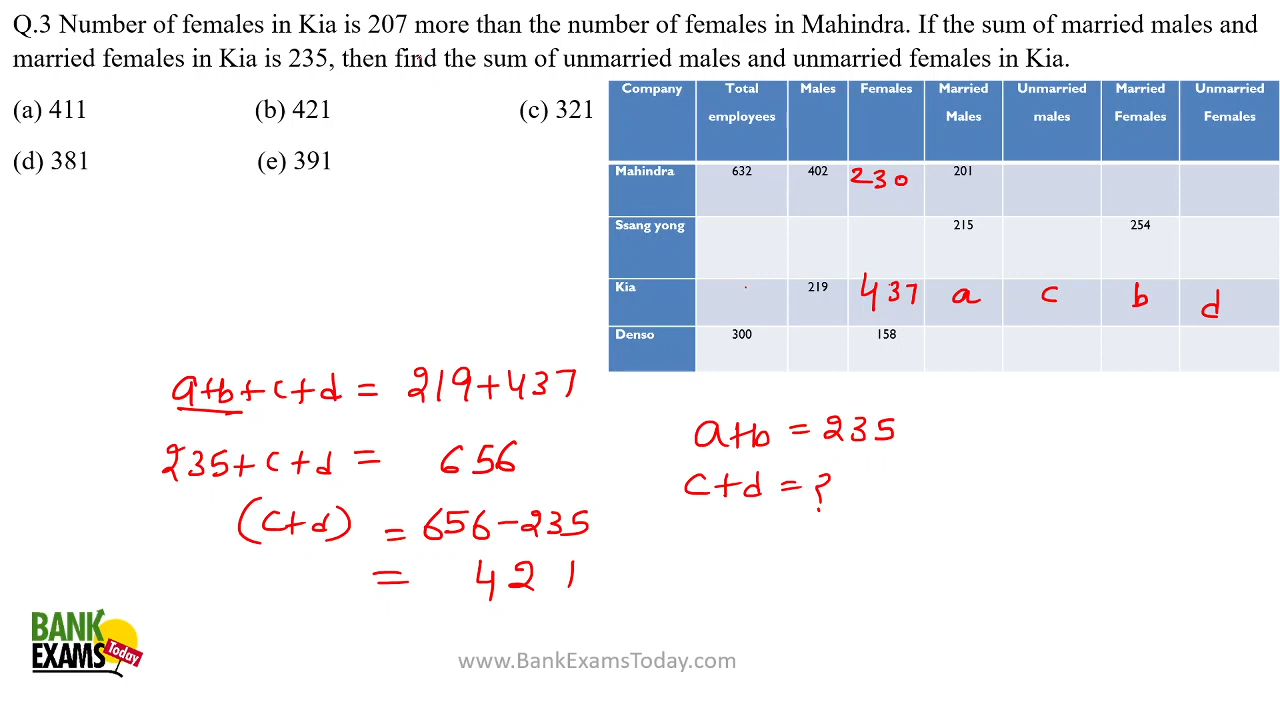 Q.3 Number of females in Kia is 207 more than the number of females in Mahindra. If the sum of married males and
married females in Kia is 235, then find the sum of unmarried males and unmarried females in Kia.
(a) 411 (b) 421 (c) 321
(d) 381 (e) 391
Company Total employees Males Females Married Males Unmarried males Married Females Unmarried Females
Mahindra 632 402 230 201
Ssang yong 215 254
Kia 219 437 a c b d
Denso 300 158
a+b+c+d = 219+437
235+c+d = 656
(c+d) = 656-235
= 421
a+b = 235
c+d = ?
BANK
EXAMS Today
www.BankExamsToday.com